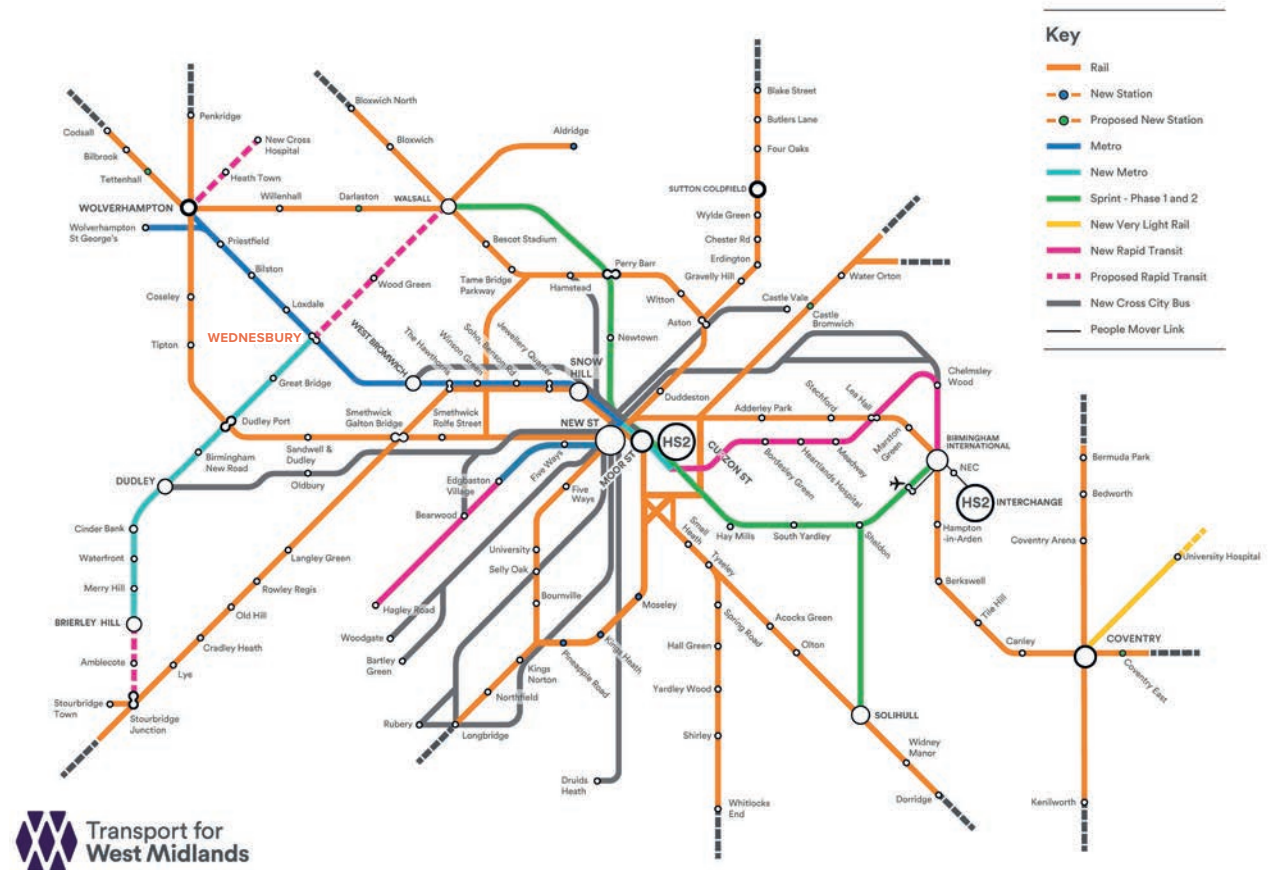 Key
Rail
New Station
Proposed New Station
Metro
New Metro
Sprint - Phase 1 and 2
New Very Light Rail
New Rapid Transit
Proposed Rapid Transit
New Cross City Bus
People Mover Link
Codsall
Bilbrook
Tettenhall
Penkridge
New Cross
Hospital
Heath Town
WOLVERHAMPTON
Wolverhampton
St George's
Willenhall
Darlaston
WALSALL
Bloxwich North
Bloxwich
Aldridge
Priestfield
Bilston
Loxdale
Coseley
Tipton
WEDNESBURY
Wood Green
Great Bridge
Dudley Port
Birmingham
New Road
DUDLEY
Cinder Bank
Waterfront
Merry Hill
BRIERLEY HILL
Amblecote
Stourbridge
Town
Stourbridge
Junction
Lye
Cradley Heath
Old Hill
Rowley Regis
Langley Green
Sandwell &
Dudley
Oldbury
Smethwick
Galton Bridge
Smethwick
Rolfe Street
WEST BROMWICH
The Hawthorns
Winson Green
Soho, Benson Rd
Jewellery Quarter
SNOW
HILL
Bescot Stadium
Tame Bridge
Parkway
Hamstead
Perry Barr
Newtown
Witton
Aston
Gravelly Hill
Erdington
Chester Rd
Wylde Green
SUTTON COLDFIELD
Four Oaks
Butlers Lane
Blake Street
Water Orton
Castle Vale
Castle
Bromwich
Duddeston
NEW ST
MOOR ST
HS2
CURZON ST
Adderley Park
Stechford
Lea Hall
Marston
Green
Chelmsley
Wood
BIRMINGHAM
INTERNATIONAL
NEC
HS2
INTERCHANGE
Bordesley Green
Heartlands Hospital
Meadway
Hay Mills
South Yardley
Sheldon
Hampton
-in-Arden
Berkswell
Tile Hill
Canley
COVENTRY
Coventry East
University Hospital
Coventry Arena
Bedworth
Bermuda Park
Kenilworth
Small
Heath
Tyseley
Acocks Green
Olton
SOLIHULL
Widney
Manor
Dorridge
Spring Road
Hall Green
Yardley Wood
Shirley
Whitlocks
End
Five Ways
Five
Ways
Edgbaston
Village
Bearwood
Hagley Road
Woodgate
Bartley
Green
University
Selly Oak
Bournville
Kings
Norton
Northfield
Longbridge
Rubery
Pineapple Road
Kings Heath
Moseley
Druids
Heath
Transport for
West Midlands